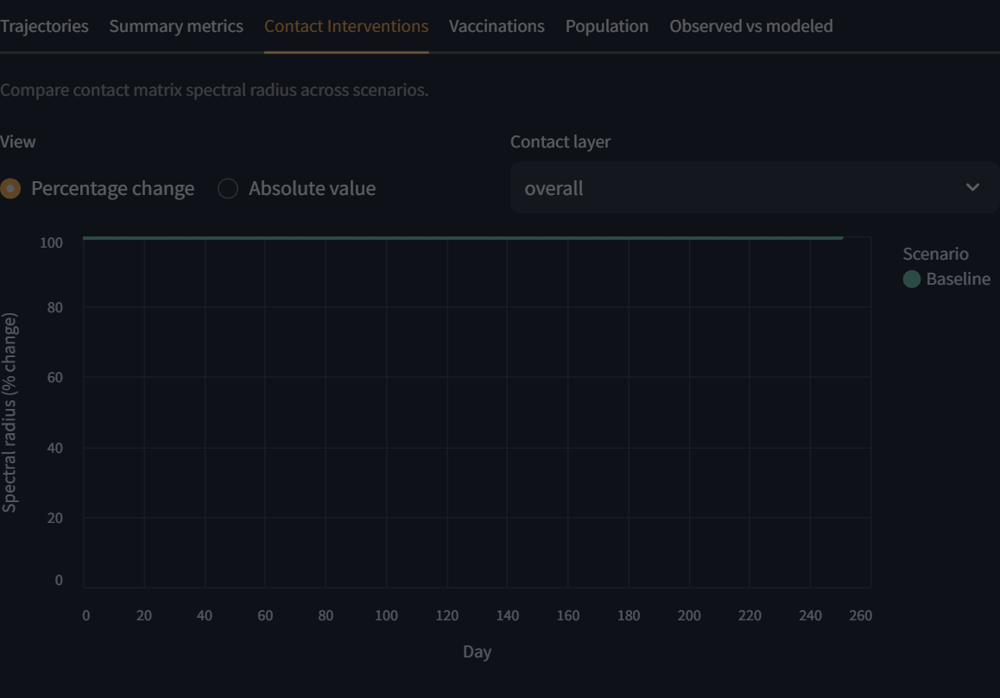 Trajectories Summary metrics Contact Interventions Vaccinations Population Observed vs modeled
Compare contact matrix spectral radius across scenarios.
View
Contact layer
Percentage change Absolute value
overall
Spectral radius (% change)
100
80
60
40
20
0
0 20 40 60 80 100 120 140 160 180 200 220 240 260
Day
Scenario
Baseline